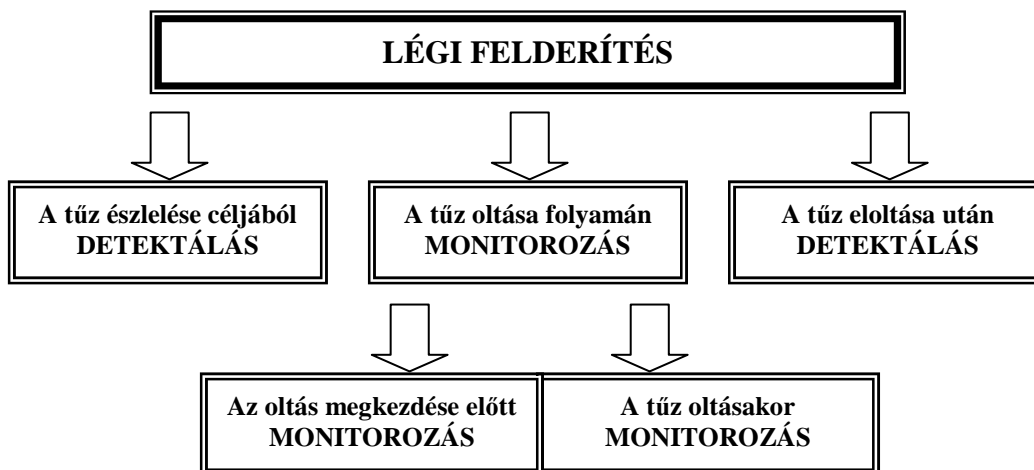 LÉGI FELDERÍTÉS
A tűz észlelése céljából
DETEKTÁLÁS
A tűz oltása folyamán
MONITOROZÁS
A tűz eloltása után
DETEKTÁLÁS
Az oltás megkezdése előtt
MONITOROZÁS
A tűz oltásakor
MONITOROZÁS